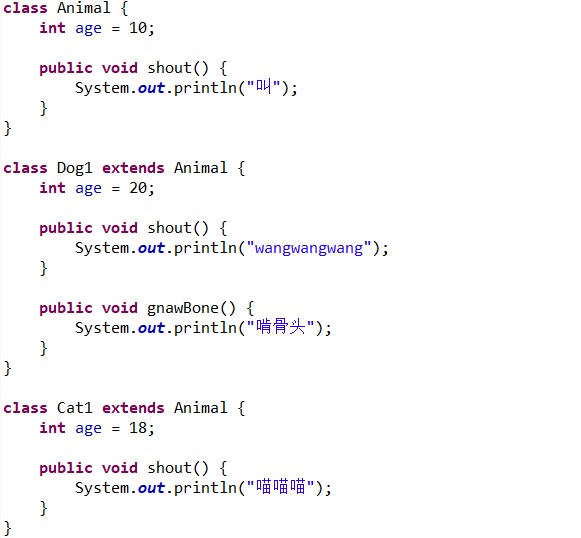 class Animal {
    int age = 10;

    public void shout() {
        System.out.println("叫");
    }
}

class Dog1 extends Animal {
    int age = 20;

    public void shout() {
        System.out.println("wangwangwang");
    }

    public void gnawBone() {
        System.out.println("啃骨头");
    }
}

class Cat1 extends Animal {
    int age = 18;

    public void shout() {
        System.out.println("喵喵喵");
    }
}